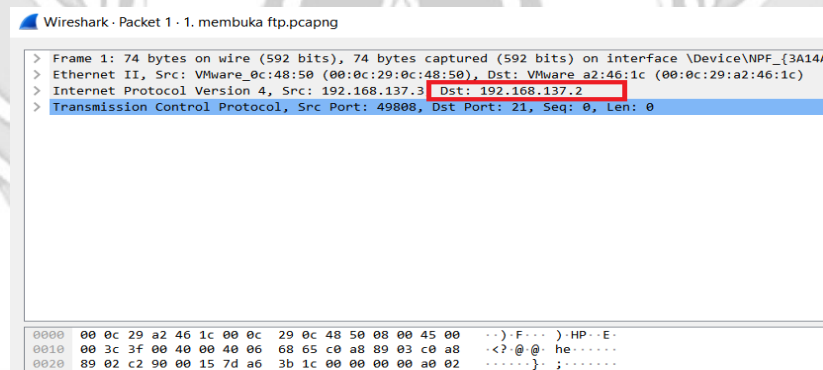 Wireshark · Packet 1 · 1. membuka ftp.pcapng
> Frame 1: 74 bytes on wire (592 bits), 74 bytes captured (592 bits) on interface \Device\NPF_{3A14A
> Ethernet II, Src: VMware_0c:48:50 (00:0c:29:0c:48:50), Dst: VMware_a2:46:1c (00:0c:29:a2:46:1c)
> Internet Protocol Version 4, Src: 192.168.137.3, Dst: 192.168.137.2
> Transmission Control Protocol, Src Port: 49808, Dst Port: 21, Seq: 0, Len: 0
0000 00 0c 29 a2 46 1c 00 0c 29 0c 48 50 08 00 45 00 ··)·F··· )·HP··E·
0010 00 3c 3f 00 40 00 40 06 68 65 c0 a8 89 03 c0 a8 ·<?·@·@· he······
0020 89 02 c2 90 00 15 7d a6 3b 1c 00 00 00 00 a0 02 ······}· ;·······